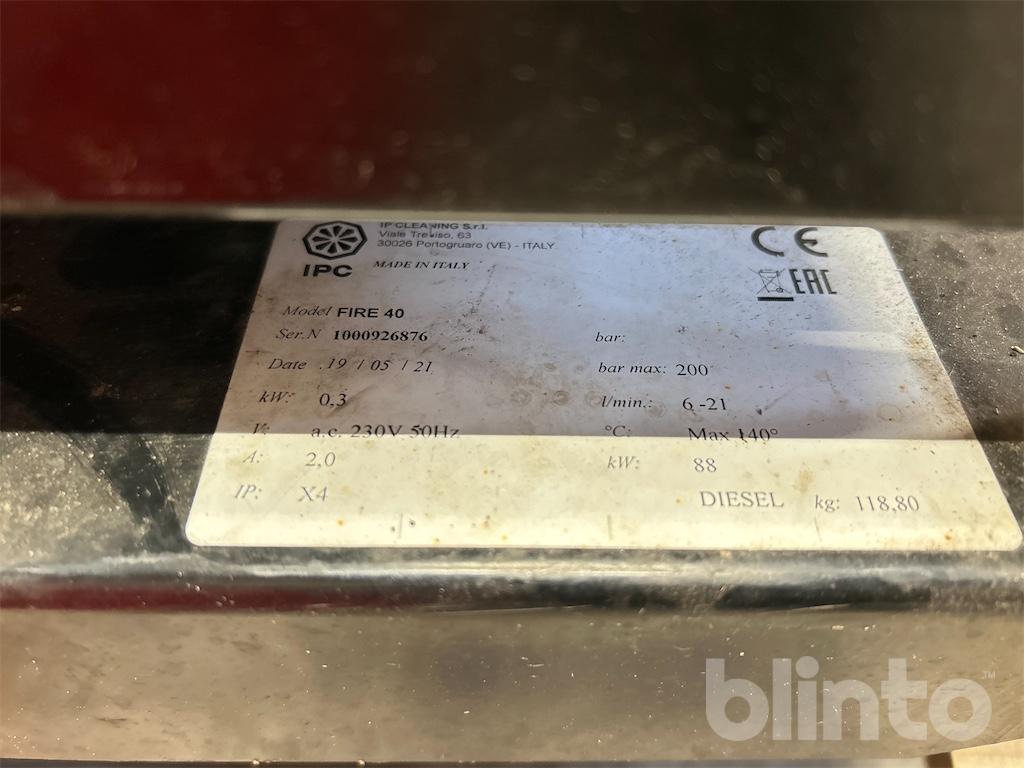 IP CLEANING S.r.l.
Viale Treviso, 63
30026 Portogruaro (VE) - ITALY
IPC MADE IN ITALY
CE
EAC
Model FIRE 40
Ser.N 1000926876
bar:
Date 19 / 05 / 21
bar max: 200
kW: 0,3
l/min.: 6 -21
V: a.c. 230V 50Hz
°C: Max 140°
A: 2,0
kW: 88
IP: X4
DIESEL kg: 118,80
blinto™